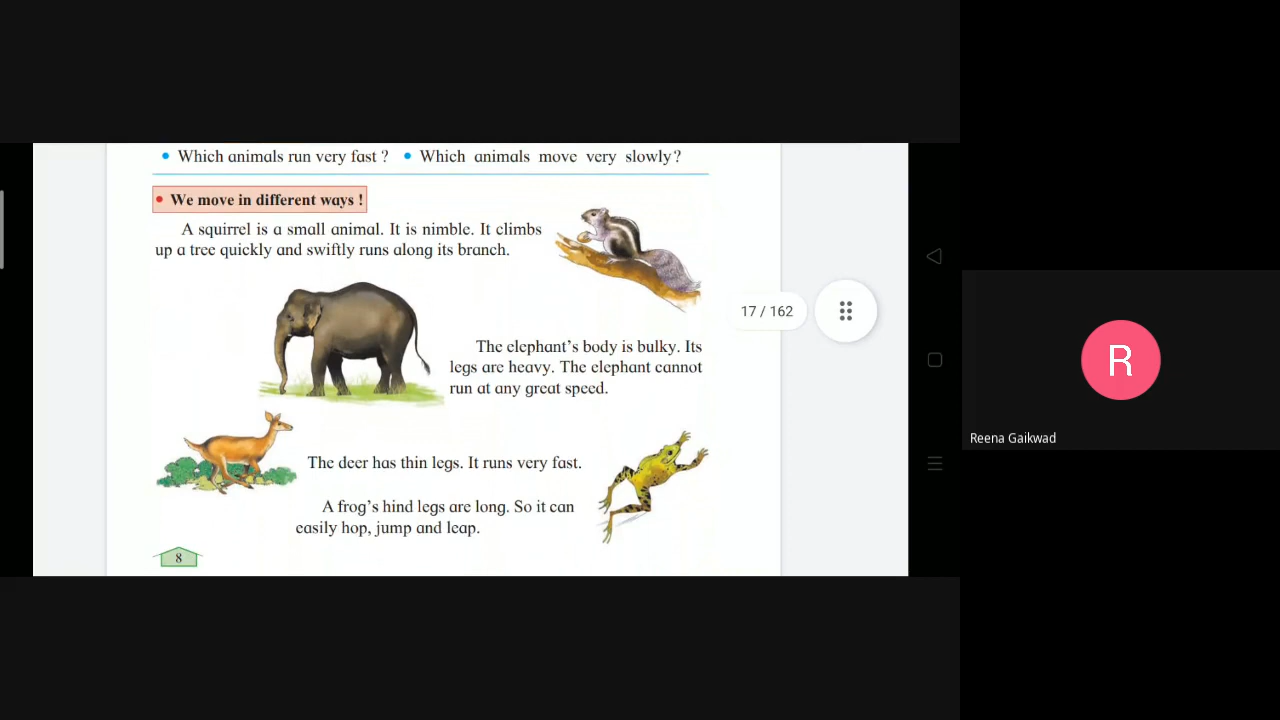 • Which animals run very fast ? • Which animals move very slowly?
• We move in different ways !
A squirrel is a small animal. It is nimble. It climbs
up a tree quickly and swiftly runs along its branch.
17 / 162
The elephant's body is bulky. Its
legs are heavy. The elephant cannot
run at any great speed.
R
Reena Gaikwad
The deer has thin legs. It runs very fast.
A frog's hind legs are long. So it can
easily hop, jump and leap.
8